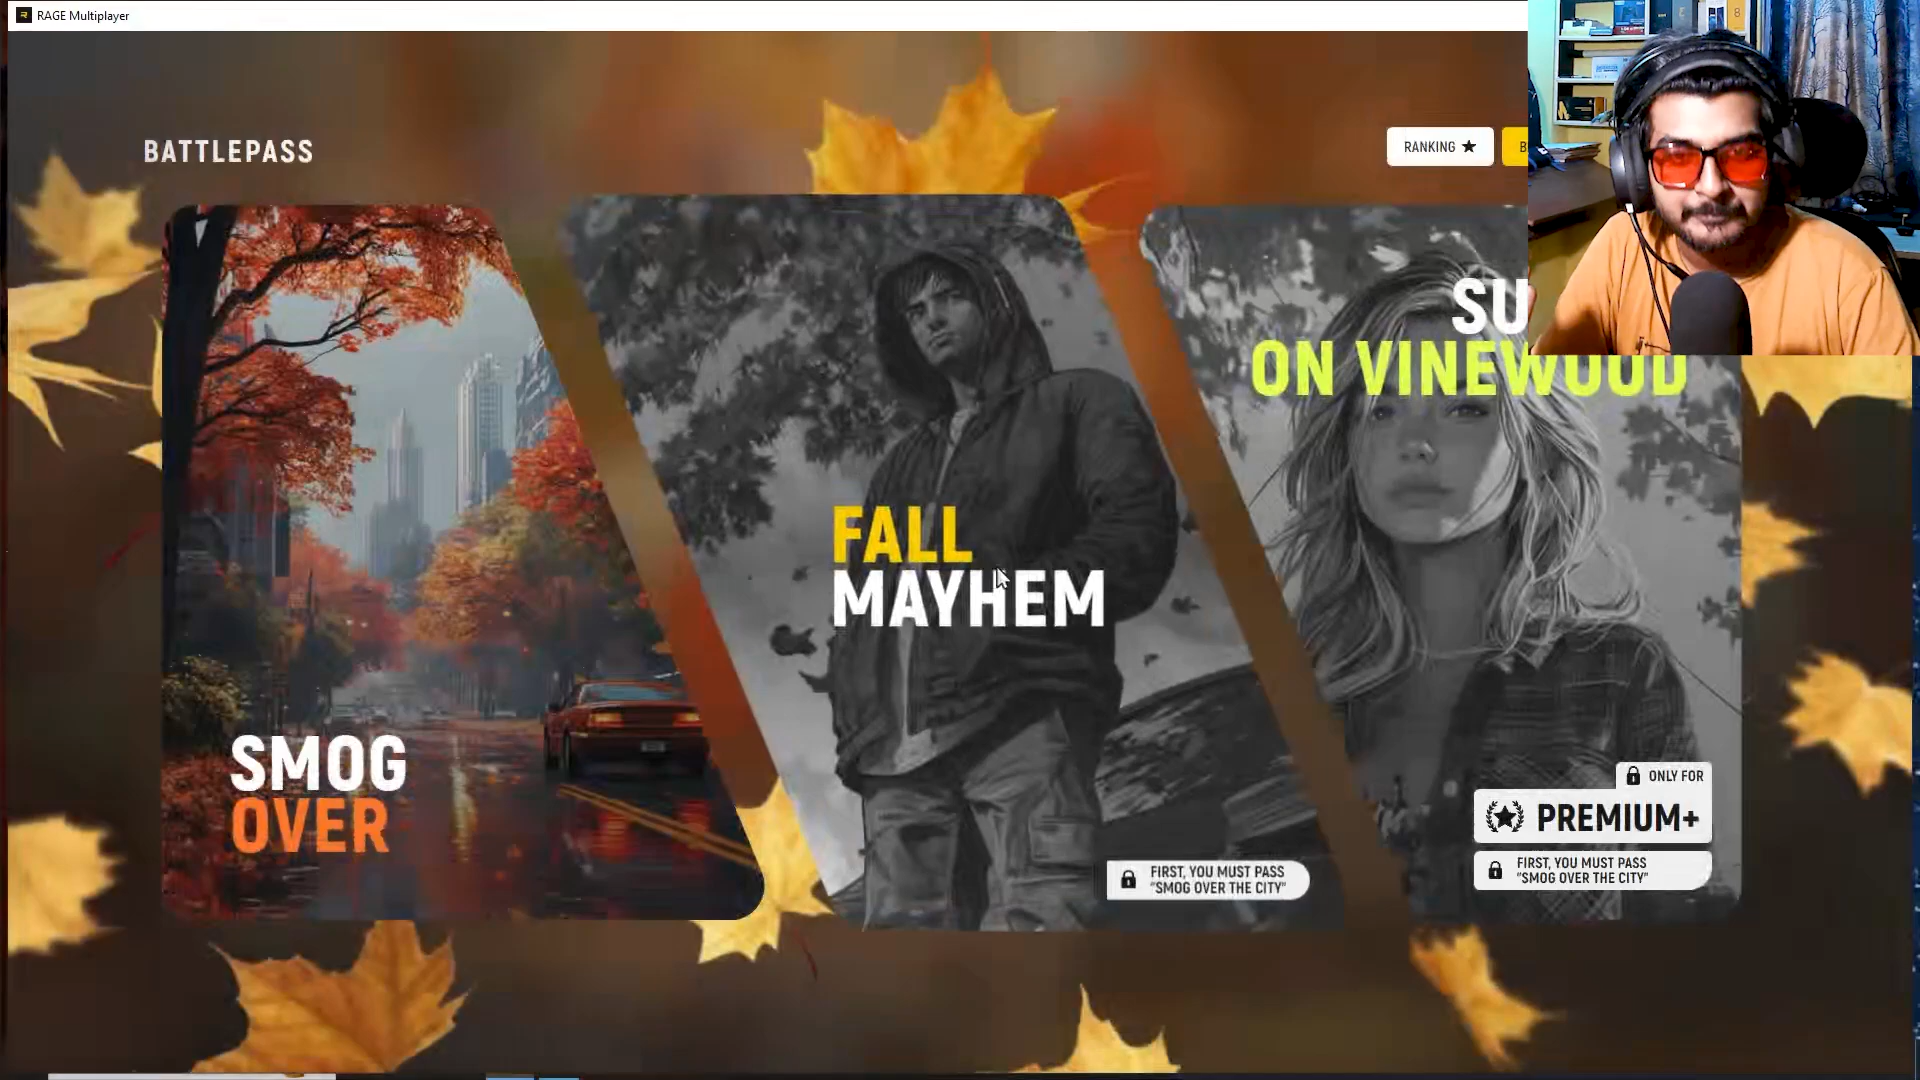 RAGE Multiplayer
BATTLEPASS
RANKING
SMOG
OVER
FALL
MAYHEM
FIRST, YOU MUST PASS
"SMOG OVER THE CITY"
SU
ON VINEWOOD
ONLY FOR
PREMIUM+
FIRST, YOU MUST PASS
"SMOG OVER THE CITY"